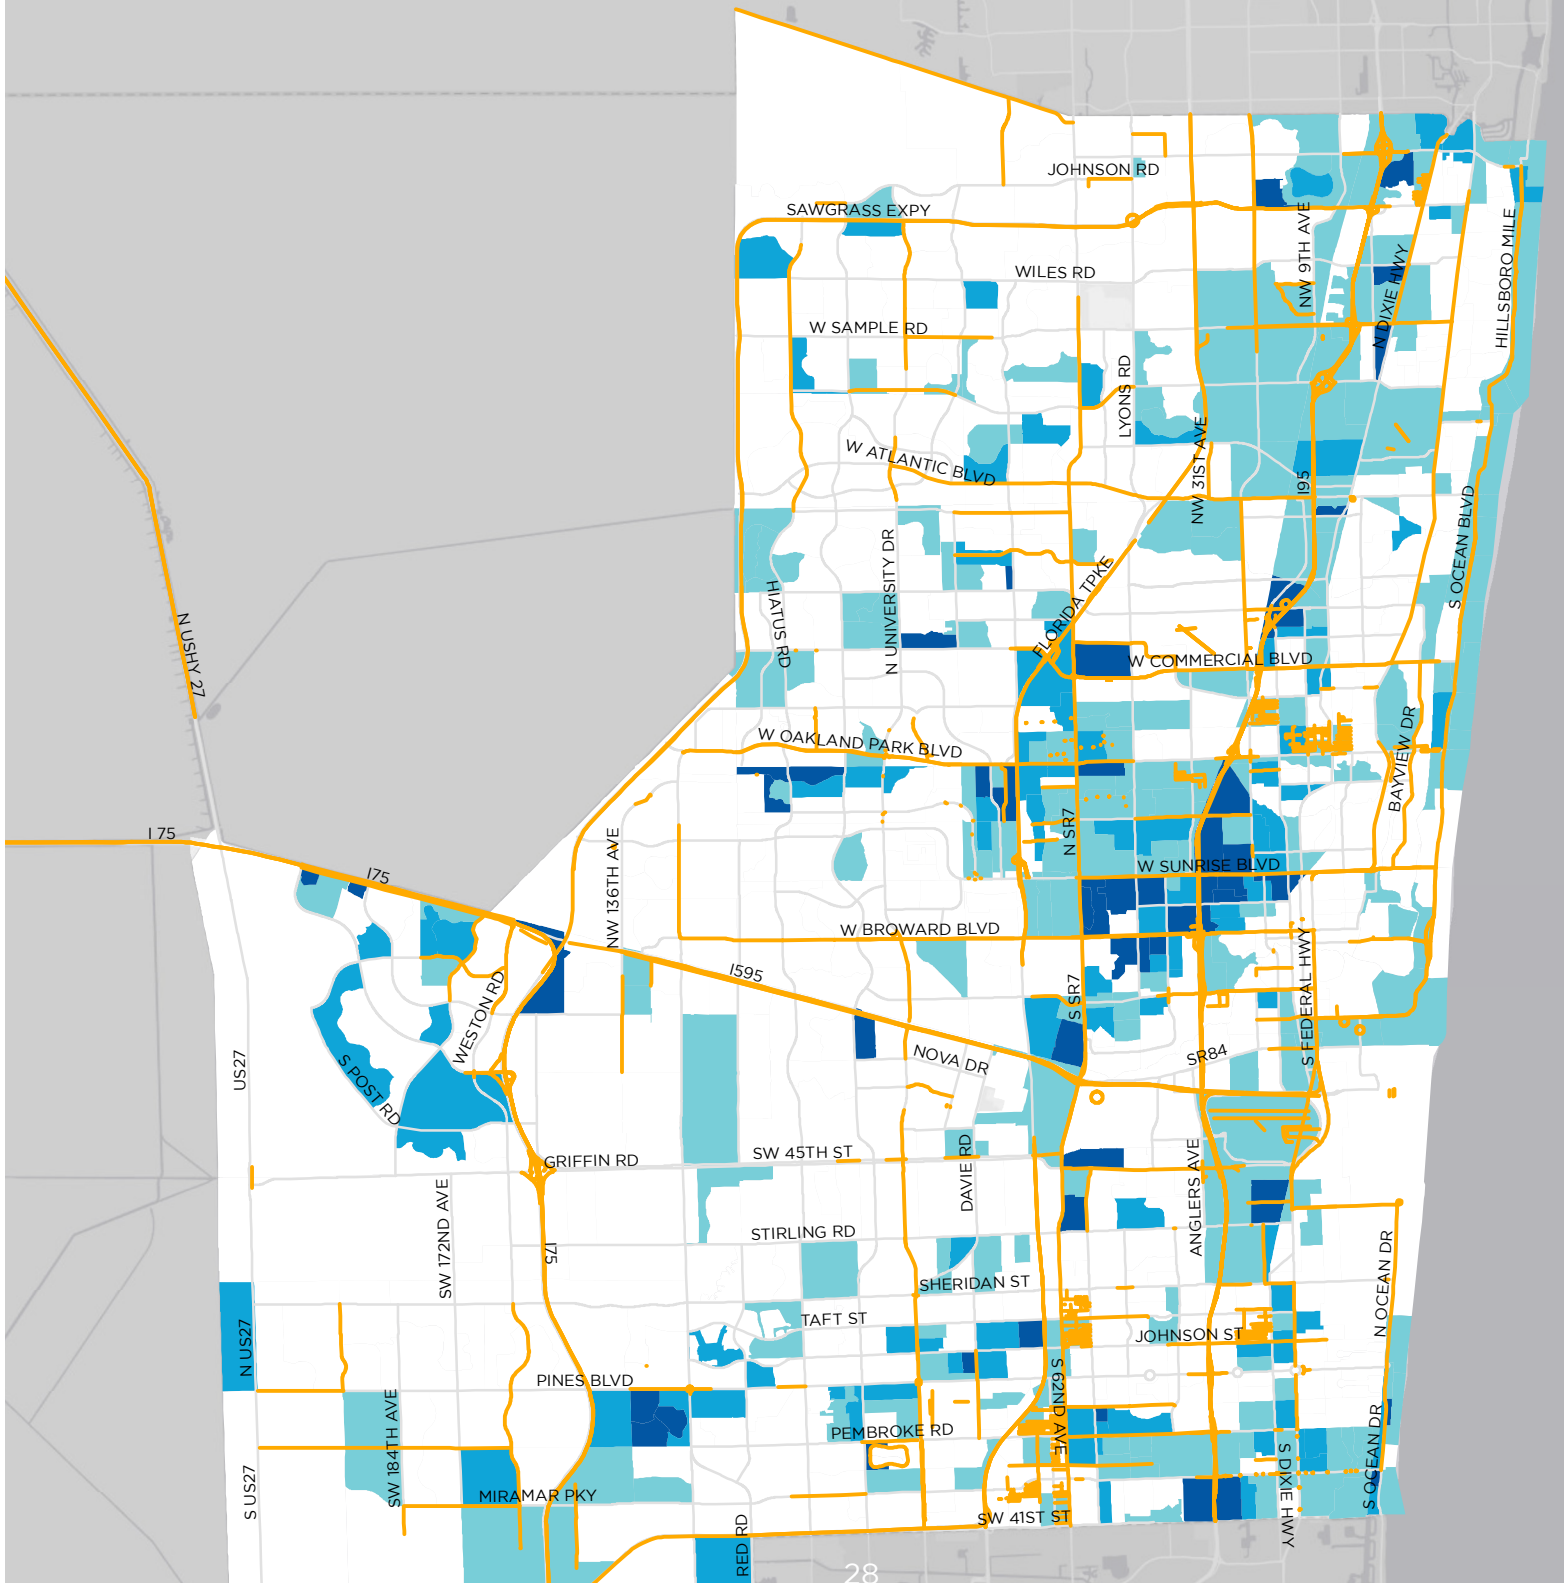 JOHNSON RD
SAWGRASS EXPY
NW 9TH AVE
HILLSBORO MILE
WILES RD
N DIXIE HWY
W SAMPLE RD
LYONS RD
W ATLANTIC BLVD
NW 31ST AVE
I95
S OCEAN BLVD
N UNIVERSITY DR
HIATUS RD
FLORIDA TPKE
N USHY 27
W COMMERCIAL BLVD
W OAKLAND PARK BLVD
BAYVIEW DR
I 75
N SR7
I75
NW 136TH AVE
W SUNRISE BLVD
W BROWARD BLVD
I595
S SR7
S FEDERAL HWY
WESTON RD
US27
S POST RD
NOVA DR
SR84
GRIFFIN RD
SW 45TH ST
DAVIE RD
ANGLERS AVE
SW 172ND AVE
I75
STIRLING RD
SHERIDAN ST
N OCEAN DR
N US27
TAFT ST
JOHNSON ST
PINES BLVD
S 62ND AVE
SW 184TH AVE
PEMBROKE RD
S OCEAN DR
S US27
MIRAMAR PKY
S DIXIE HWY
SW 41ST ST
RED RD
28